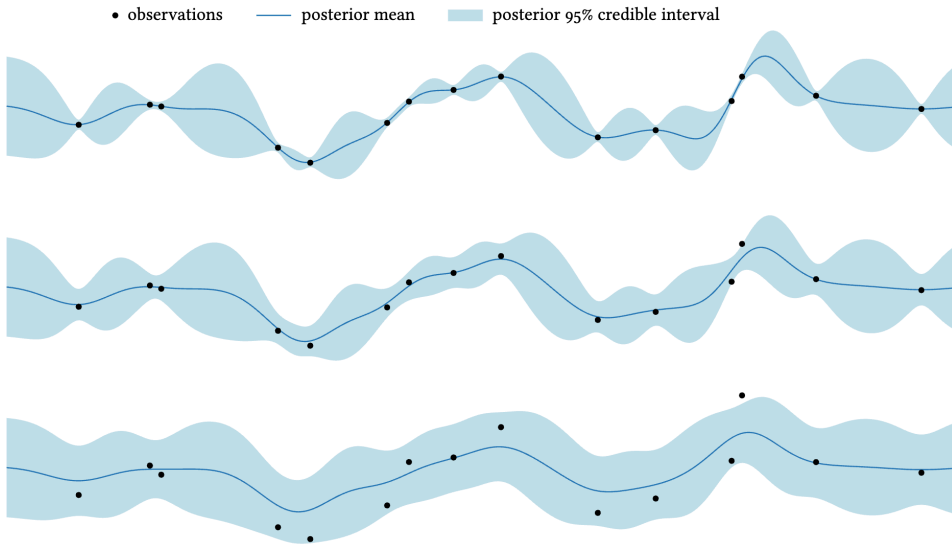 observations posterior mean posterior 95% credible interval